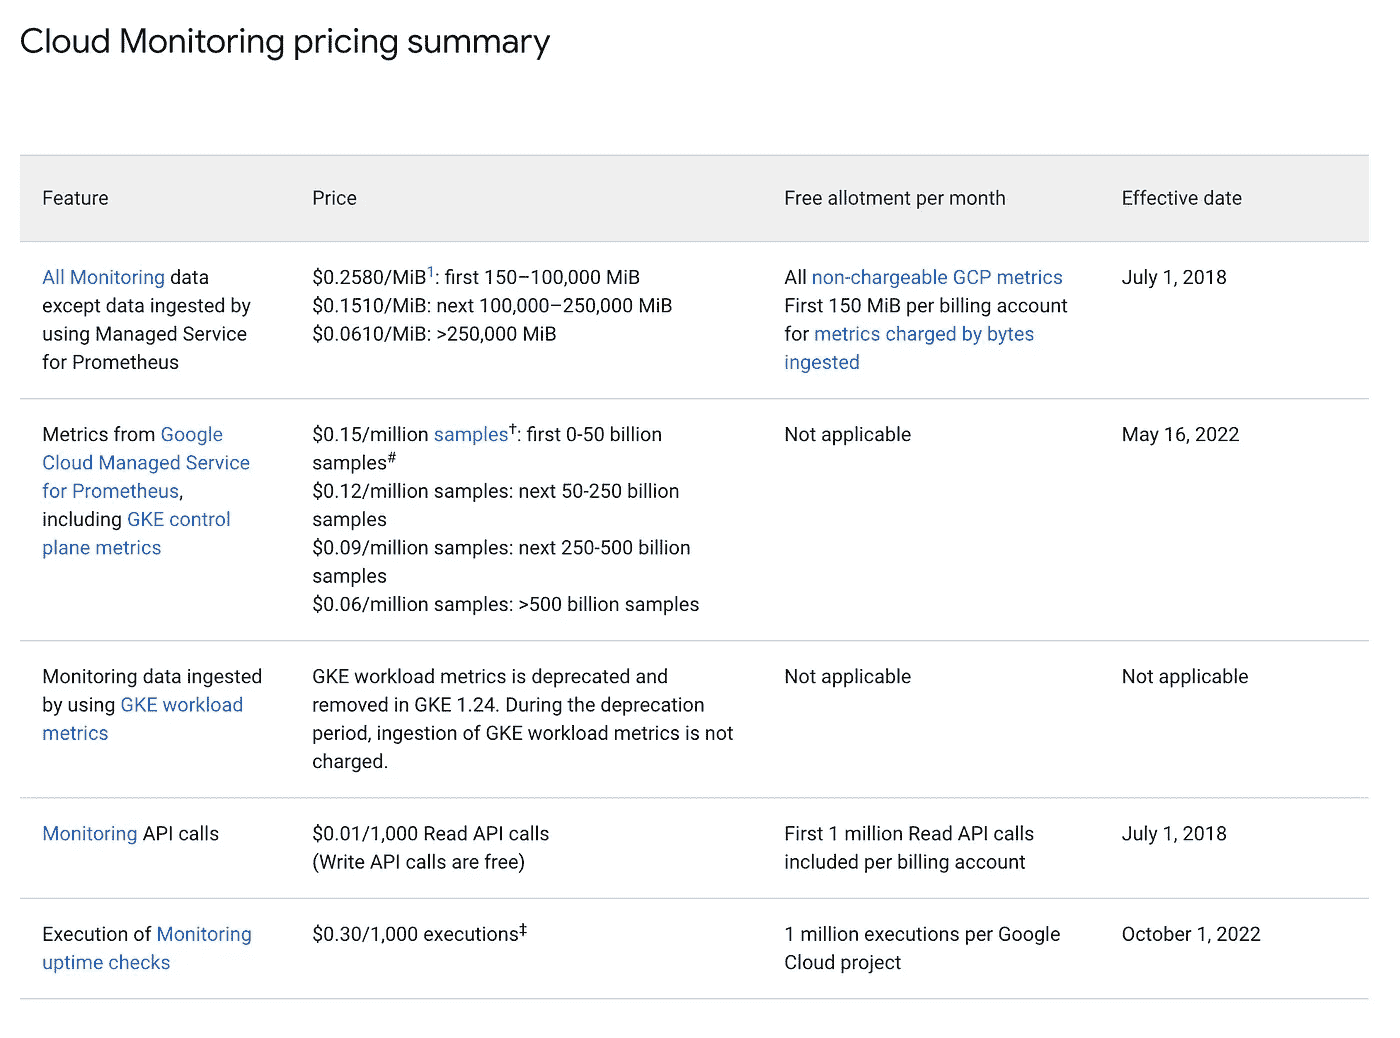 Cloud Monitoring pricing summary
Feature
Price
Free allotment per month
Effective date
All Monitoring data
except data ingested by
using Managed Service
for Prometheus
$0.2580/MiB¹: first 150–100,000 MiB
$0.1510/MiB: next 100,000–250,000 MiB
$0.0610/MiB: >250,000 MiB
All non-chargeable GCP metrics
First 150 MiB per billing account
for metrics charged by bytes
ingested
July 1, 2018
Metrics from Google
Cloud Managed Service
for Prometheus,
including GKE control
plane metrics
$0.15/million samples†: first 0-50 billion
samples#
$0.12/million samples: next 50-250 billion
samples
$0.09/million samples: next 250-500 billion
samples
$0.06/million samples: >500 billion samples
Not applicable
May 16, 2022
Monitoring data ingested
by using GKE workload
metrics
GKE workload metrics is deprecated and
removed in GKE 1.24. During the deprecation
period, ingestion of GKE workload metrics is not
charged.
Not applicable
Not applicable
Monitoring API calls
$0.01/1,000 Read API calls
(Write API calls are free)
First 1 million Read API calls
included per billing account
July 1, 2018
Execution of Monitoring
uptime checks
$0.30/1,000 executions‡
1 million executions per Google
Cloud project
October 1, 2022